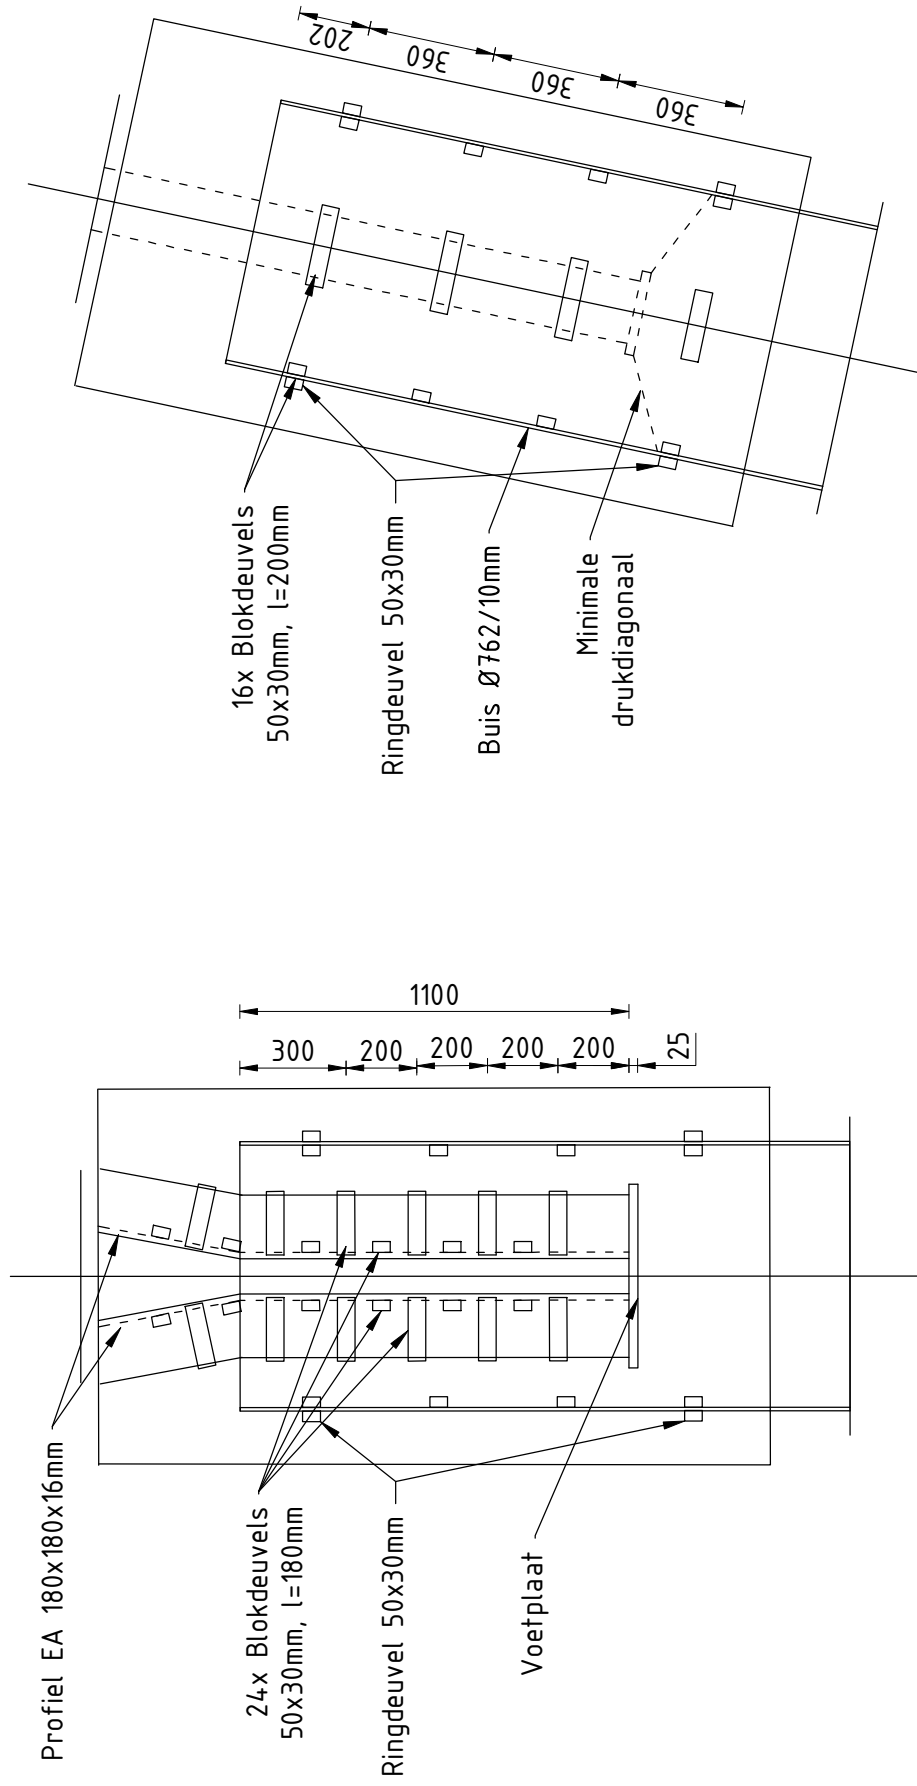 202
360
360
360
16x Blokdeuvels
50x30mm, l=200mm
Ringdeuvel 50x30mm
Buis Ø762/10mm
Minimale
drukdiagonaal
1100
300
200
200
200
200
25
Profiel EA 180x180x16mm
24x Blokdeuvels
50x30mm, l=180mm
Ringdeuvel 50x30mm
Voetplaat